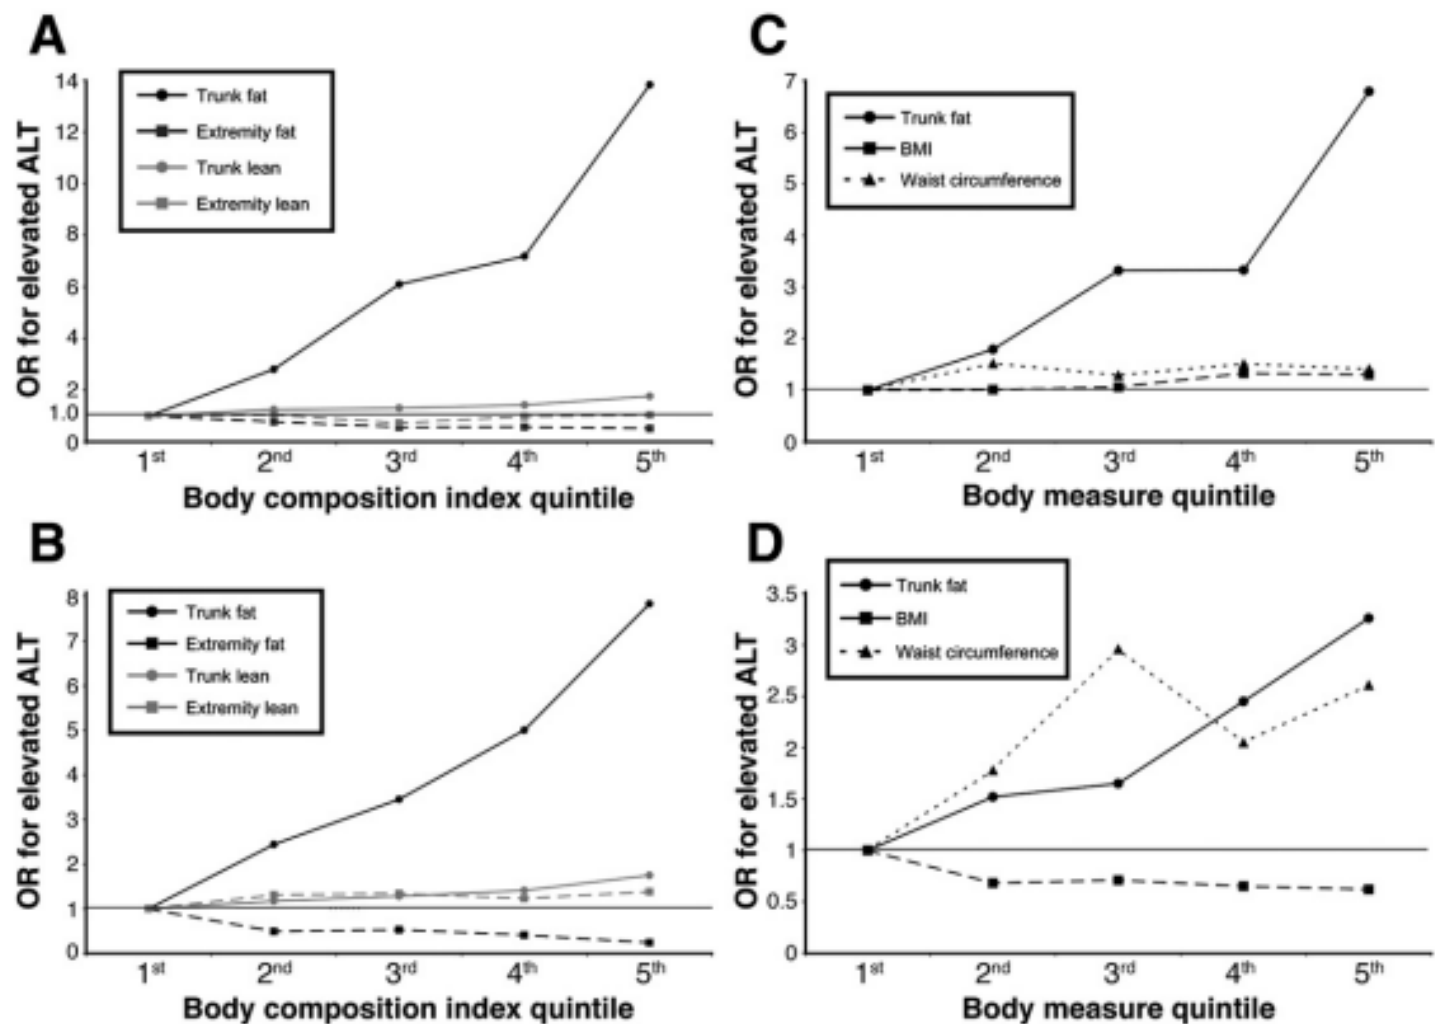 A
OR for elevated ALT
14
12
10
8
6
4
2
1.0
0
Trunk fat
Extremity fat
Trunk lean
Extremity lean
1st 2nd 3rd 4th 5th
Body composition index quintile
C
OR for elevated ALT
7
6
5
4
3
2
1
0
Trunk fat
BMI
Waist circumference
1st 2nd 3rd 4th 5th
Body measure quintile
B
OR for elevated ALT
8
7
6
5
4
3
2
1
0
Trunk fat
Extremity fat
Trunk lean
Extremity lean
1st 2nd 3rd 4th 5th
Body composition index quintile
D
OR for elevated ALT
3.5
3
2.5
2
1.5
1
0.5
0
Trunk fat
BMI
Waist circumference
1st 2nd 3rd 4th 5th
Body measure quintile